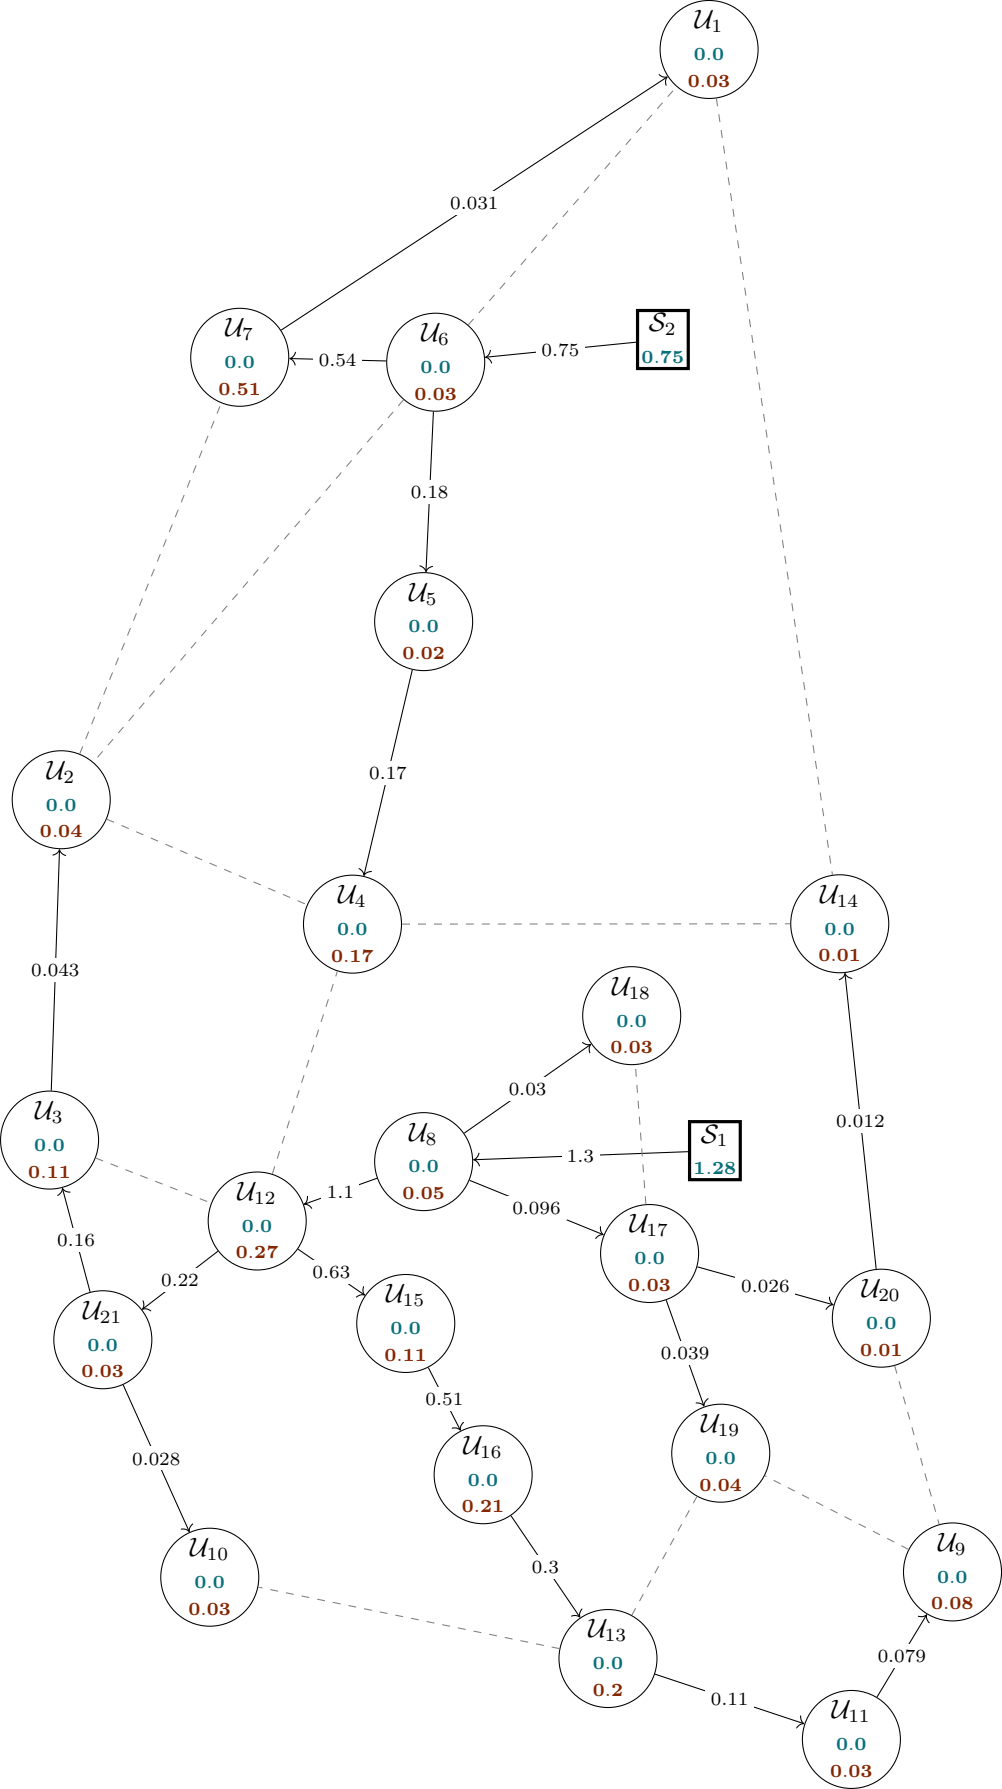 𝒰₁
0.0
0.03
0.031
𝒰₇
0.0
0.51
0.54
𝒰₆
0.0
0.03
0.75
𝒮₂
0.75
0.18
𝒰₅
0.0
0.02
0.17
𝒰₂
0.0
0.04
𝒰₄
0.0
0.17
𝒰₁₄
0.0
0.01
0.043
𝒰₁₈
0.0
0.03
0.03
0.012
𝒰₃
0.0
0.11
𝒰₈
0.0
0.05
1.3
𝒮₁
1.28
𝒰₁₂
0.0
0.27
1.1
0.096
𝒰₁₇
0.0
0.03
0.16
0.22
0.63
0.026
𝒰₂₀
0.0
0.01
𝒰₂₁
0.0
0.03
𝒰₁₅
0.0
0.11
0.039
0.51
𝒰₁₉
0.0
0.04
0.028
𝒰₁₆
0.0
0.21
𝒰₁₀
0.0
0.03
0.3
𝒰₉
0.0
0.08
𝒰₁₃
0.0
0.2
0.079
0.11
𝒰₁₁
0.0
0.03